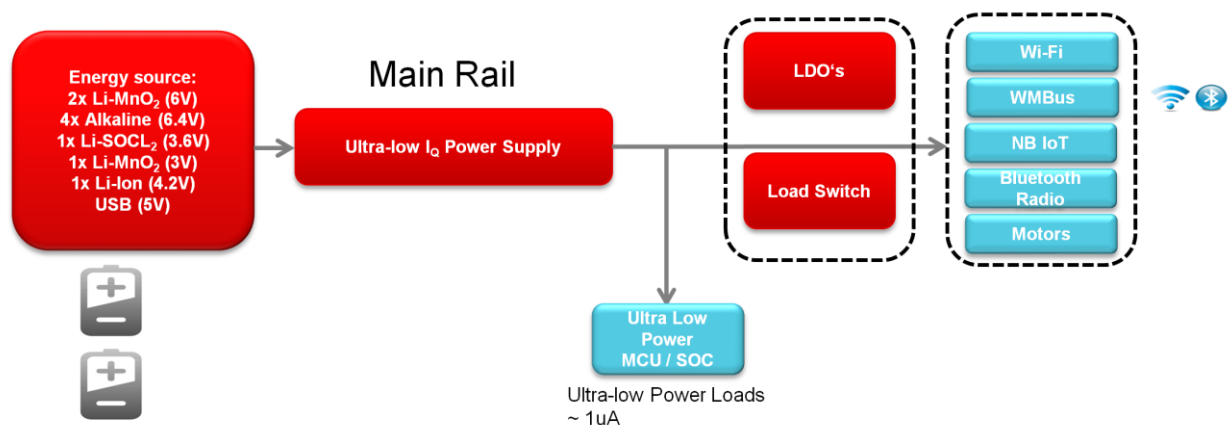 Energy source:
2x Li-MnO₂ (6V)
4x Alkaline (6.4V)
1x Li-SOCL₂ (3.6V)
1x Li-MnO₂ (3V)
1x Li-Ion (4.2V)
USB (5V)
Main Rail
Ultra-low I_Q Power Supply
LDO's
Load Switch
Wi-Fi
WMBus
NB IoT
Bluetooth
Radio
Motors
Ultra Low
Power
MCU / SOC
Ultra-low Power Loads
~ 1uA